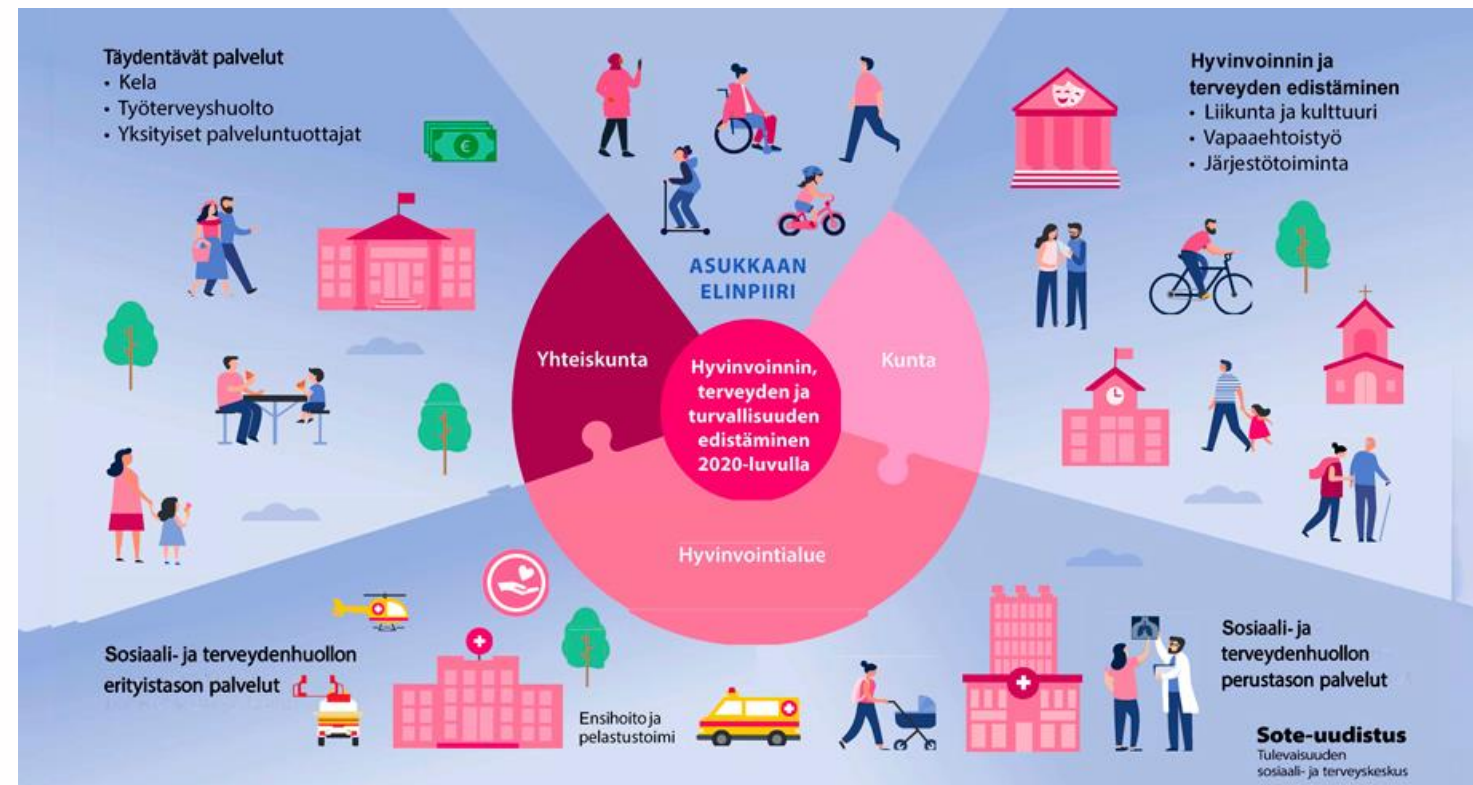 Täydentävät palvelut
• Kela
• Työterveyshuolto
• Yksityiset palveluntuottajat
€
Hyvinvoinnin ja
terveyden edistäminen
• Liikunta ja kulttuuri
• Vapaaehtoistyö
• Järjestötoiminta
ASUKKAAN
ELINPIIRI
Yhteiskunta
Hyvinvoinnin,
terveyden ja
turvallisuuden
edistäminen
2020-luvulla
Kunta
Hyvinvointialue
Sosiaali- ja terveydenhuollon
erityistason palvelut
Ensihoito ja
pelastustoimi
Sosiaali- ja
terveydenhuollon
perustason palvelut
Sote-uudistus
Tulevaisuuden
sosiaali- ja terveyskeskus